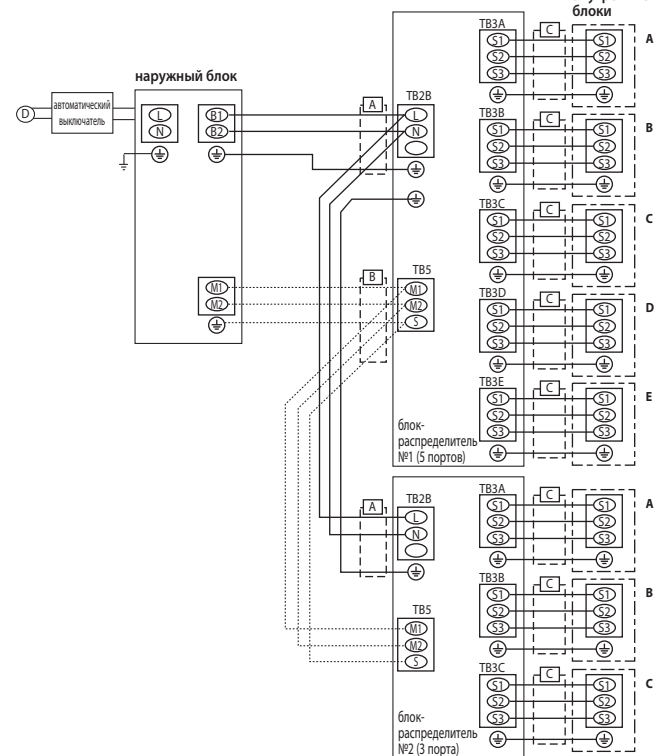 блоки
TB3A
C
S1
S1
A
S2
S2
S3
S3
наружный блок
D
автоматический
выключатель
L
N
B1
B2
A
TB2B
L
N
TB3B
C
S1
S1
B
S2
S2
S3
S3
TB3C
C
S1
S1
C
S2
S2
S3
S3
M1
M2
B
TB5
M1
M2
S
TB3D
C
S1
S1
D
S2
S2
S3
S3
TB3E
C
S1
S1
E
S2
S2
S3
S3
блок-
распределитель
№1 (5 портов)
A
TB2B
L
N
TB3A
C
S1
S1
A
S2
S2
S3
S3
TB3B
C
S1
S1
B
S2
S2
S3
S3
TB5
M1
M2
S
TB3C
C
S1
S1
C
S2
S2
S3
S3
блок-
распределитель
№2 (3 порта)